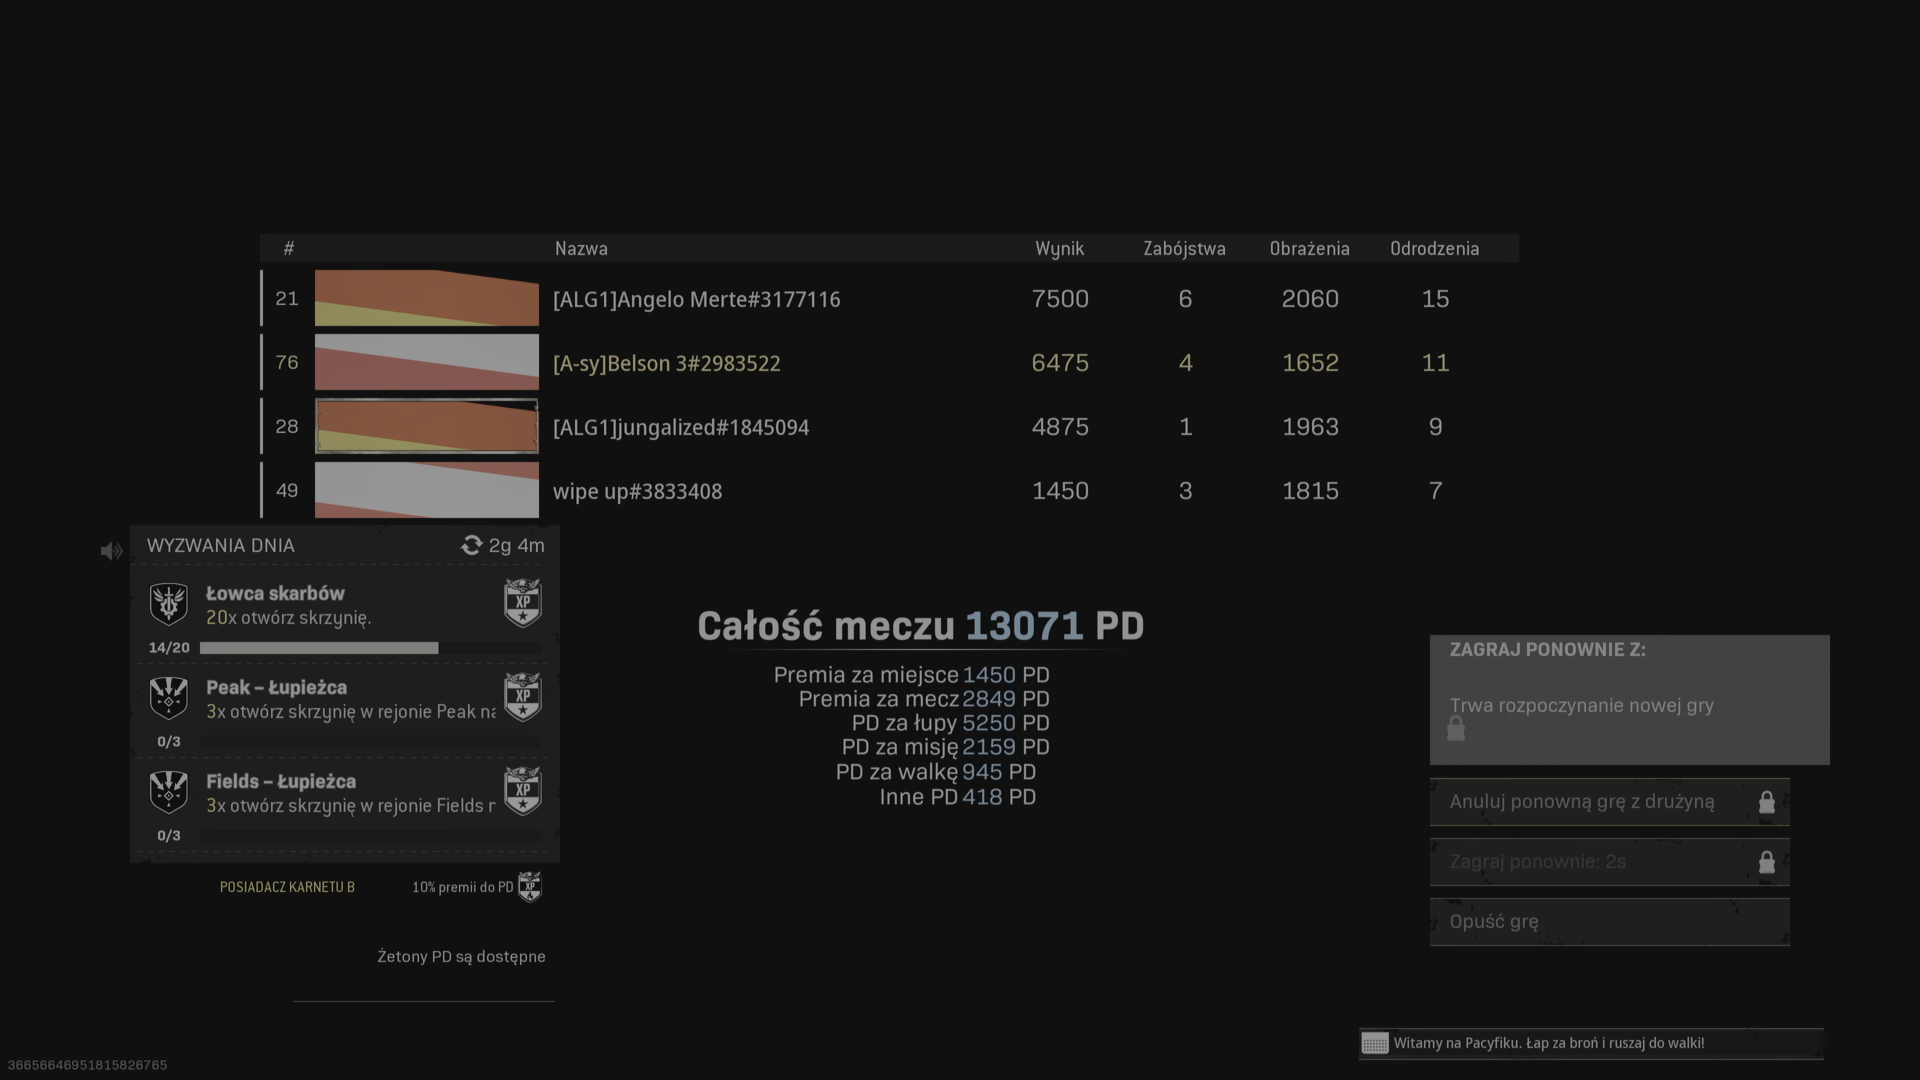 # Nazwa Wynik Zabójstwa Obrażenia Odrodzenia
21 [ALG1]Angelo Merte#3177116 7500 6 2060 15
76 [A-sy]Belson 3#2983522 6475 4 1652 11
28 [ALG1]jungalized#1845094 4875 1 1963 9
49 wipe up#3833408 1450 3 1815 7
WYZWANIA DNIA 2g 4m
Łowca skarbów
20x otwórz skrzynię.
XP
14/20
Peak – Łupieżca
3x otwórz skrzynię w rejonie Peak na
XP
0/3
Fields – Łupieżca
3x otwórz skrzynię w rejonie Fields r
XP
0/3
POSIADACZ KARNETU B 10% premii do PD XP
Żetony PD są dostępne
Całość meczu 13071 PD
Premia za miejsce 1450 PD
Premia za mecz 2849 PD
PD za łupy 5250 PD
PD za misję 2159 PD
PD za walkę 945 PD
Inne PD 418 PD
ZAGRAJ PONOWNIE Z:
Trwa rozpoczynanie nowej gry
Anuluj ponowną grę z drużyną
Zagraj ponownie: 2s
Opuść grę
Witamy na Pacyfiku. Łap za broń i ruszaj do walki!
36656646951815826765